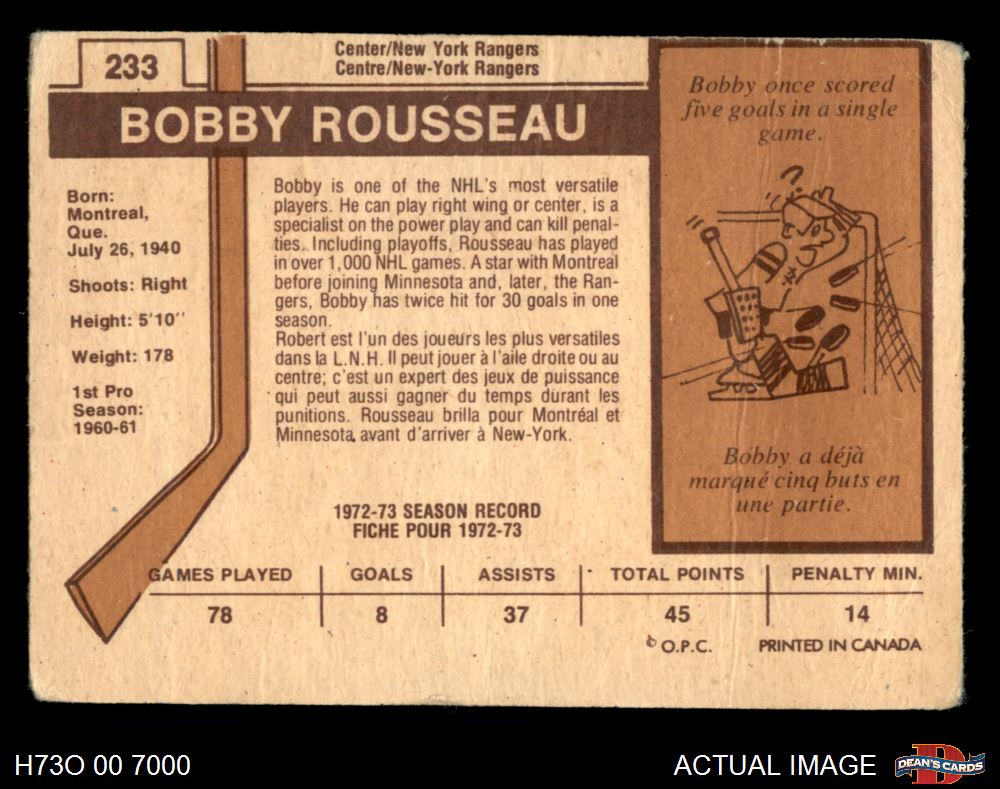 233
Center/New York Rangers
Centre/New-York Rangers
BOBBY ROUSSEAU
Born:
Montreal,
Que.
July 26, 1940
Shoots: Right
Height: 5'10''
Weight: 178
1st Pro
Season:
1960-61
Bobby is one of the NHL's most versatile
players. He can play right wing or center, is a
specialist on the power play and can kill penal-
ties. Including playoffs, Rousseau has played
in over 1,000 NHL games. A star with Montreal
before joining Minnesota and, later, the Ran-
gers, Bobby has twice hit for 30 goals in one
season.
Robert est l'un des joueurs les plus versatiles
dans la L.N.H. Il peut jouer à l'aile droite ou au
centre; c'est un expert des jeux de puissance
qui peut aussi gagner du temps durant les
punitions. Rousseau brilla pour Montréal et
Minnesota avant d'arriver à New-York.
Bobby once scored
five goals in a single
game.
Bobby a déjà
marqué cinq buts en
une partie.
1972-73 SEASON RECORD
FICHE POUR 1972-73
GAMES PLAYED GOALS ASSISTS TOTAL POINTS PENALTY MIN.
78 8 37 45 14
© O.P.C. PRINTED IN CANADA
H73O 00 7000
ACTUAL IMAGE
DEAN'S CARDS